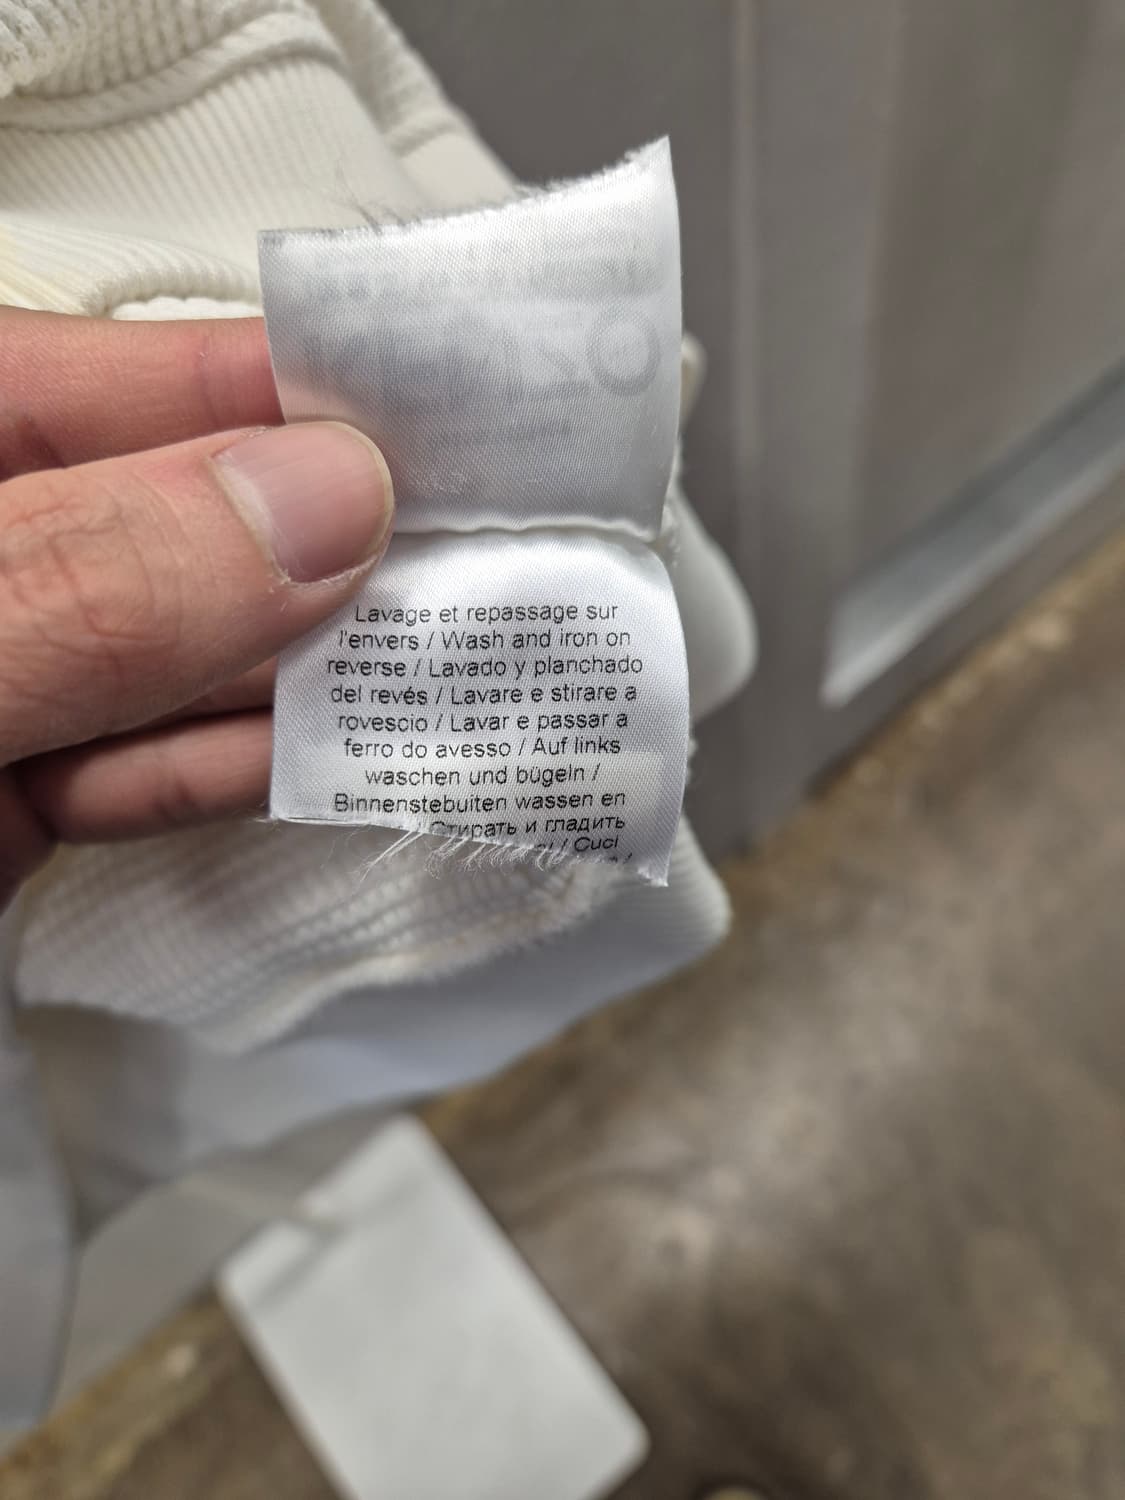 Lavage et repassage sur
l'envers / Wash and iron on
reverse / Lavado y planchado
del revés / Lavare e stirare a
rovescio / Lavar e passar a
ferro do avesso / Auf links
waschen und bügeln /
Binnenstebuiten wassen en
Стирать и гладить
/ Cuci